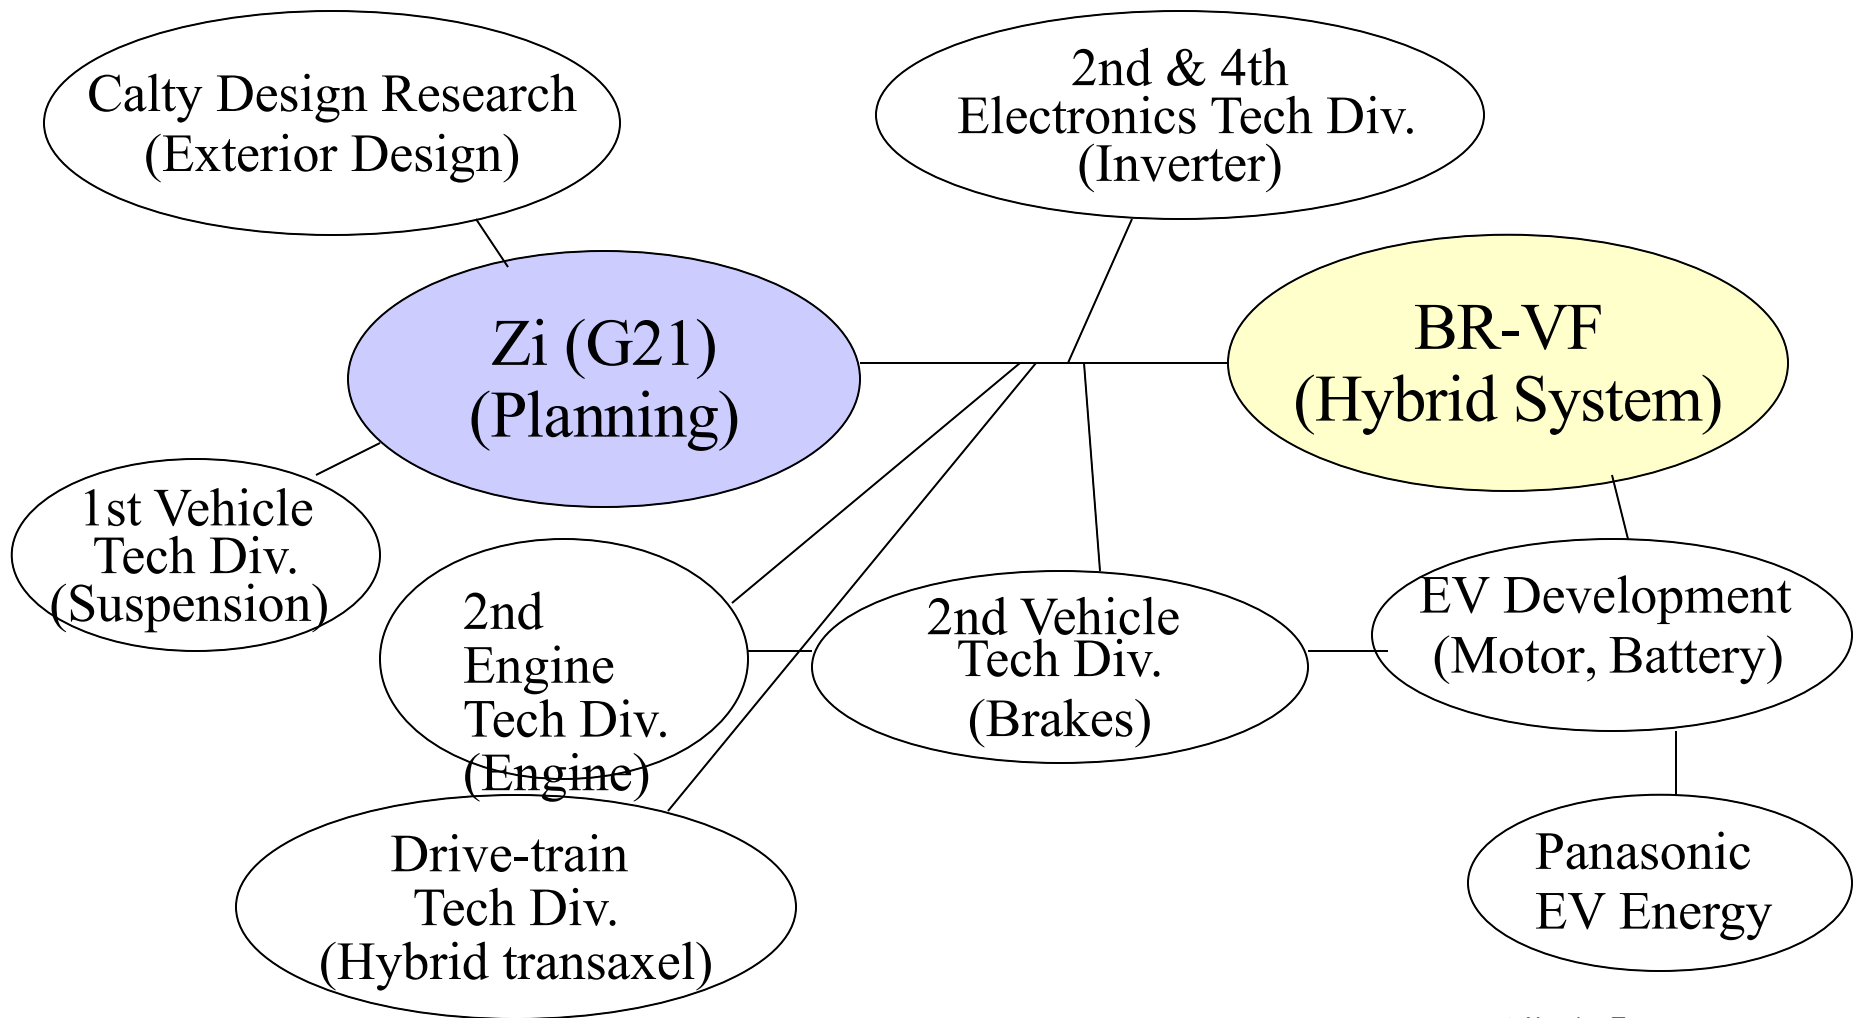 Calty Design Research
(Exterior Design)
2nd & 4th
Electronics Tech Div.
(Inverter)
Zi (G21)
(Planning)
BR-VF
(Hybrid System)
1st Vehicle
Tech Div.
(Suspension)
2nd
Engine
Tech Div.
(Engine)
2nd Vehicle
Tech Div.
(Brakes)
EV Development
(Motor, Battery)
Drive-train
Tech Div.
(Hybrid transaxel)
Panasonic
EV Energy